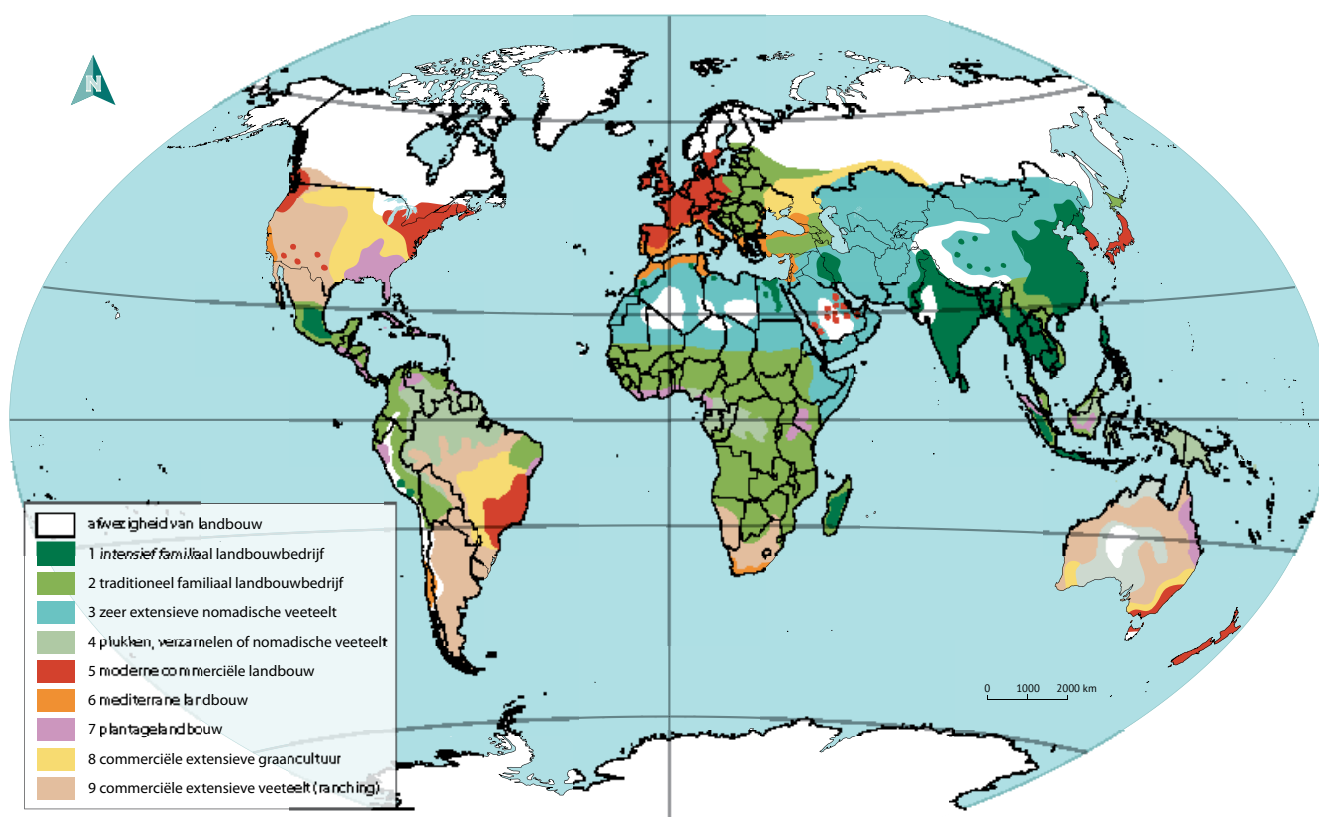 N
afwezigheid van landbouw
1 intensief familiaal landbouwbedrijf
2 traditioneel familiaal landbouwbedrijf
3 zeer extensieve nomadische veeteelt
4 plukken, verzamelen of nomadische veeteelt
5 moderne commerciële landbouw
6 mediterrane landbouw
7 plantagelandbouw
8 commerciële extensieve graancultuur
9 commerciële extensieve veeteelt (ranching)
0 1000 2000 km